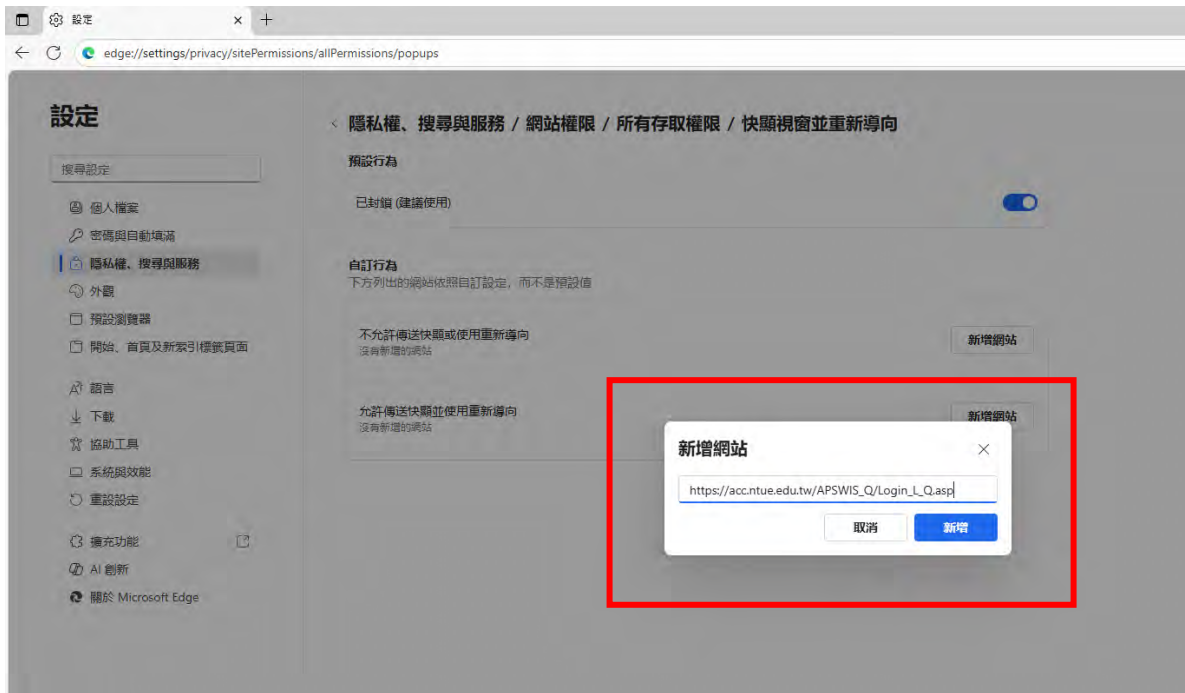 設定
edge://settings/privacy/sitePermissions/allPermissions/popups
設定
搜尋設定
個人檔案
密碼與自動填滿
隱私權、搜尋與服務
外觀
預設瀏覽器
開始、首頁及新索引標籤頁面
語言
下載
協助工具
系統與效能
重設設定
擴充功能
AI 創新
關於 Microsoft Edge
隱私權、搜尋與服務 / 網站權限 / 所有存取權限 / 快顯視窗並重新導向
預設行為
已封鎖 (建議使用)
自訂行為
下方列出的網站依照自訂設定，而不是預設值
不允許傳送快顯或使用重新導向
沒有新增的網站
新增網站
允許傳送快顯並使用重新導向
沒有新增的網站
新增網站
新增網站
https://acc.ntue.edu.tw/APSWIS_Q/Login_L_Q.asp
取消
新增